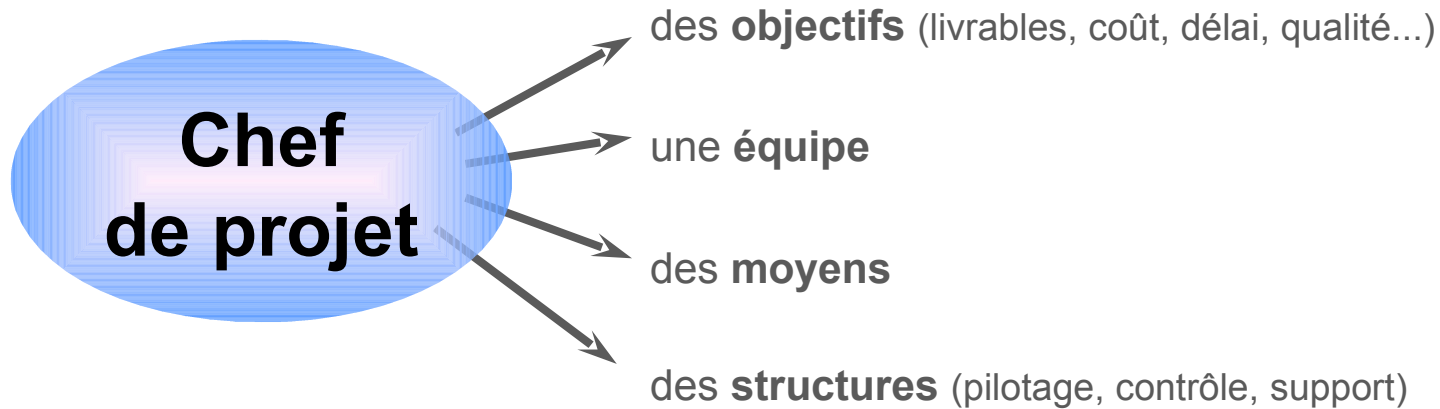 Chef
de projet
des objectifs (livrables, coût, délai, qualité...)
une équipe
des moyens
des structures (pilotage, contrôle, support)